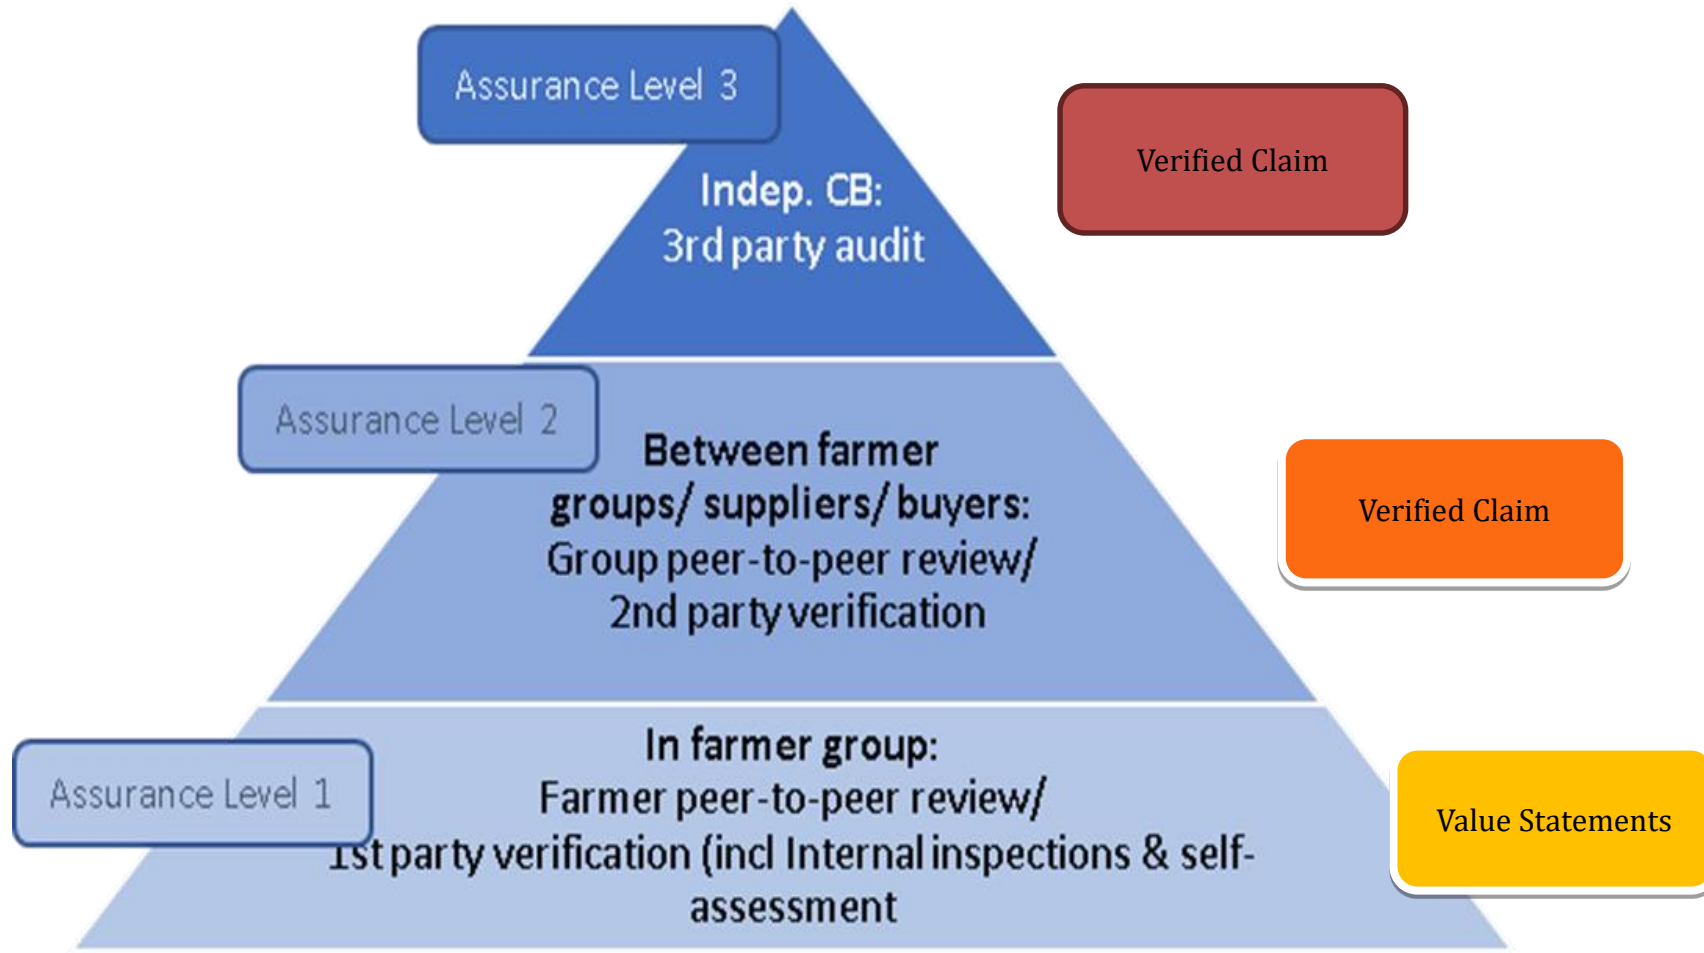 Assurance Level 3
Indep. CB:
3rd party audit
Verified Claim
Assurance Level 2
Between farmer
groups/ suppliers/ buyers:
Group peer-to-peer review/
2nd party verification
Verified Claim
Assurance Level 1
In farmer group:
Farmer peer-to-peer review/
1st party verification (incl Internal inspections & self-
assessment
Value Statements